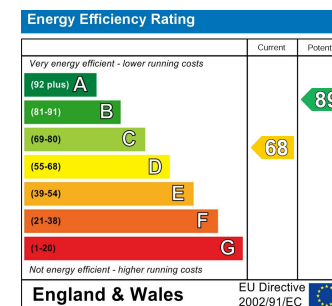 Energy Efficiency Rating
Current
Very energy efficient - lower running costs
(92 plus) A
(81-91) B
(69-80) C
(55-68) D
(39-54) E
(21-38) F
(1-20) G
68
89
Not energy efficient - higher running costs
England & Wales
EU Directive
2002/91/EC